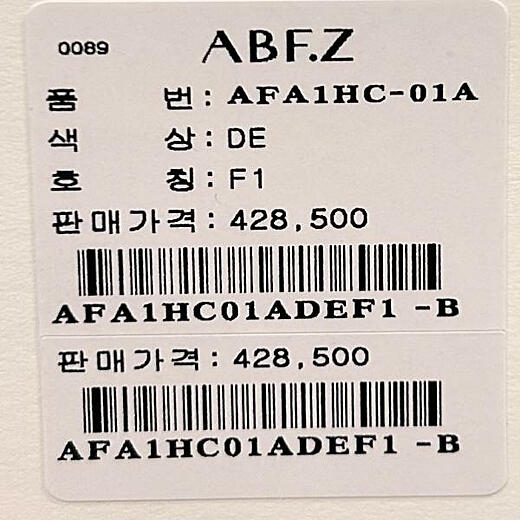 0089 ABF.Z
품 번 : AFA1HC-01A
색 상 : DE
호 칭 : F1
판매가격 : 428,500
AFA1HC01ADEF1 -B
판매가격 : 428,500
AFA1HC01ADEF1 -B